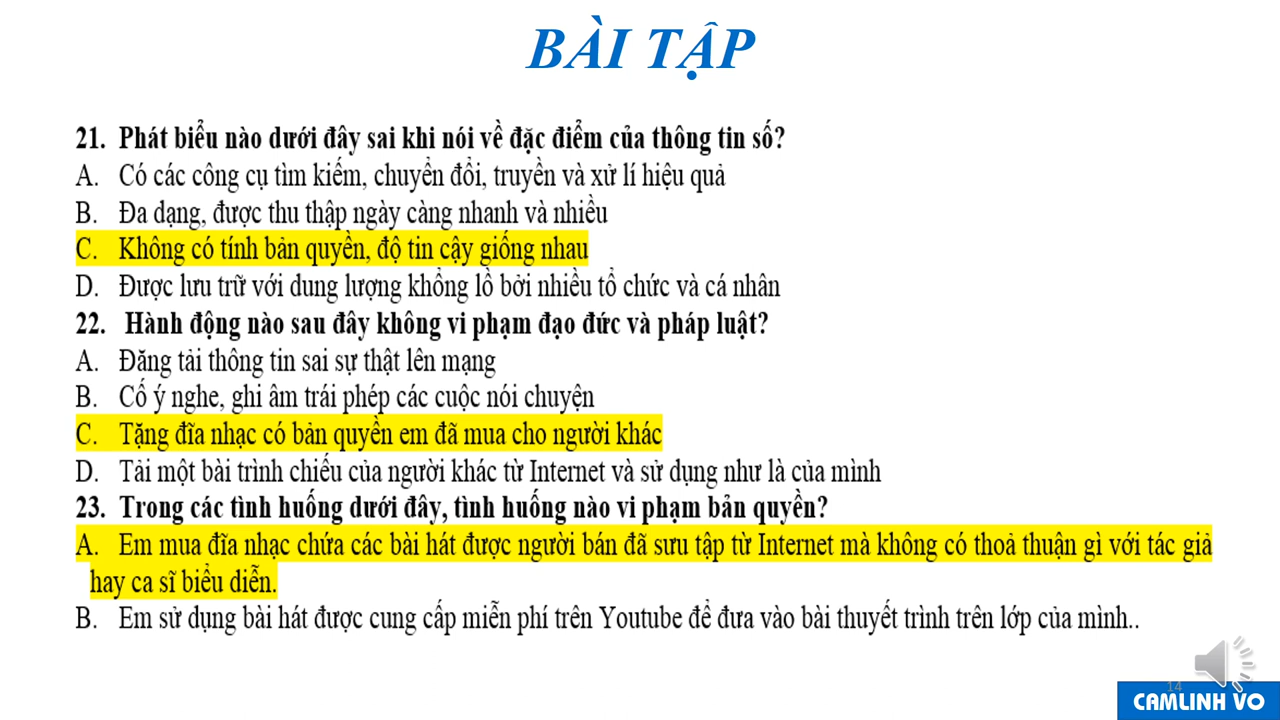 BÀI TẬP
21. Phát biểu nào dưới đây sai khi nói về đặc điểm của thông tin số?
A. Có các công cụ tìm kiếm, chuyển đổi, truyền và xử lí hiệu quả
B. Đa dạng, được thu thập ngày càng nhanh và nhiều
C. Không có tính bản quyền, độ tin cậy giống nhau
D. Được lưu trữ với dung lượng khổng lồ bởi nhiều tổ chức và cá nhân
22. Hành động nào sau đây không vi phạm đạo đức và pháp luật?
A. Đăng tải thông tin sai sự thật lên mạng
B. Cố ý nghe, ghi âm trái phép các cuộc nói chuyện
C. Tặng đĩa nhạc có bản quyền em đã mua cho người khác
D. Tải một bài trình chiếu của người khác từ Internet và sử dụng như là của mình
23. Trong các tình huống dưới đây, tình huống nào vi phạm bản quyền?
A. Em mua đĩa nhạc chứa các bài hát được người bán đã sưu tập từ Internet mà không có thoả thuận gì với tác giả
hay ca sĩ biểu diễn.
B. Em sử dụng bài hát được cung cấp miễn phí trên Youtube để đưa vào bài thuyết trình trên lớp của mình..
14
CAMLINH VO